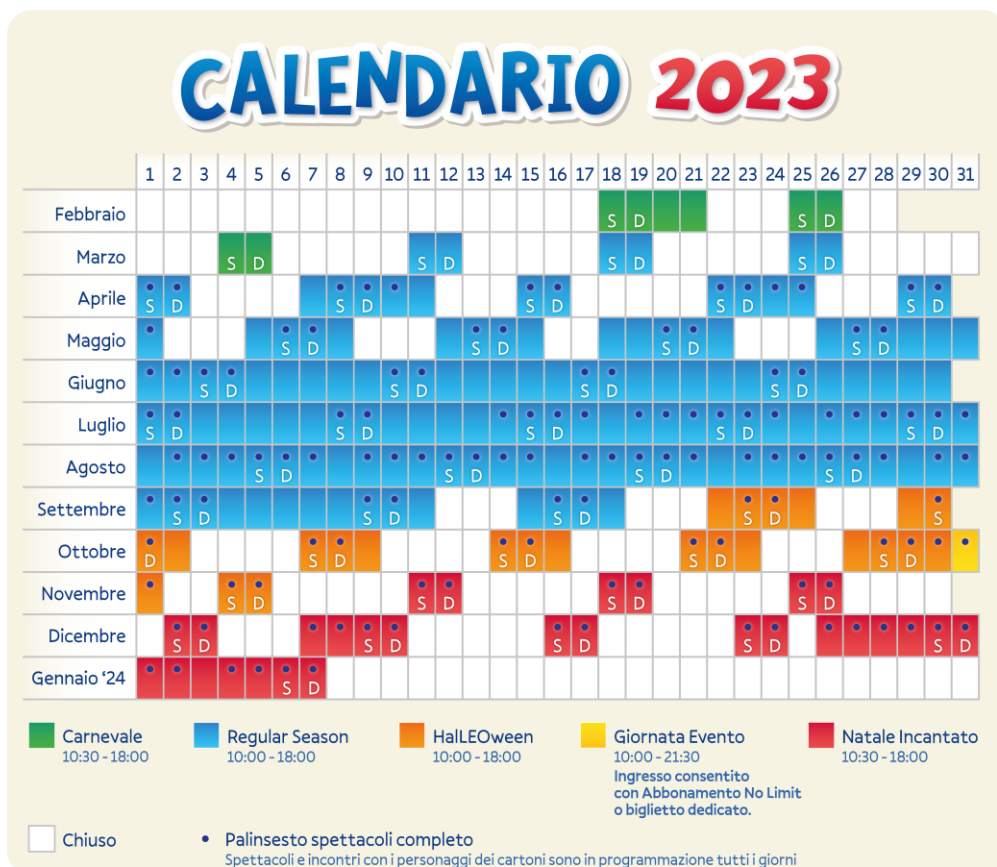 CALENDARIO 2023
1 2 3 4 5 6 7 8 9 10 11 12 13 14 15 16 17 18 19 20 21 22 23 24 25 26 27 28 29 30 31
Febbraio S D S D
Marzo S D S D S D S D
Aprile S D S D S D S D S D
Maggio S D S D S D S D
Giugno S D S D S D S D
Luglio S D S D S D S D S D
Agosto S D S D S D S D
Settembre S D S D S D S D S
Ottobre D S D S D S D S D
Novembre S D S D S D S D
Dicembre S D S D S D S D S D
Gennaio ‘24 S D
Carnevale
10:30 - 18:00
Regular Season
10:00 - 18:00
HalLEOween
10:00 - 18:00
Giornata Evento
10:00 - 21:30
Ingresso consentito
con Abbonamento No Limit
o biglietto dedicato.
Natale Incantato
10:30 - 18:00
Chiuso
• Palinsesto spettacoli completo
Spettacoli e incontri con i personaggi dei cartoni sono in programmazione tutti i giorni